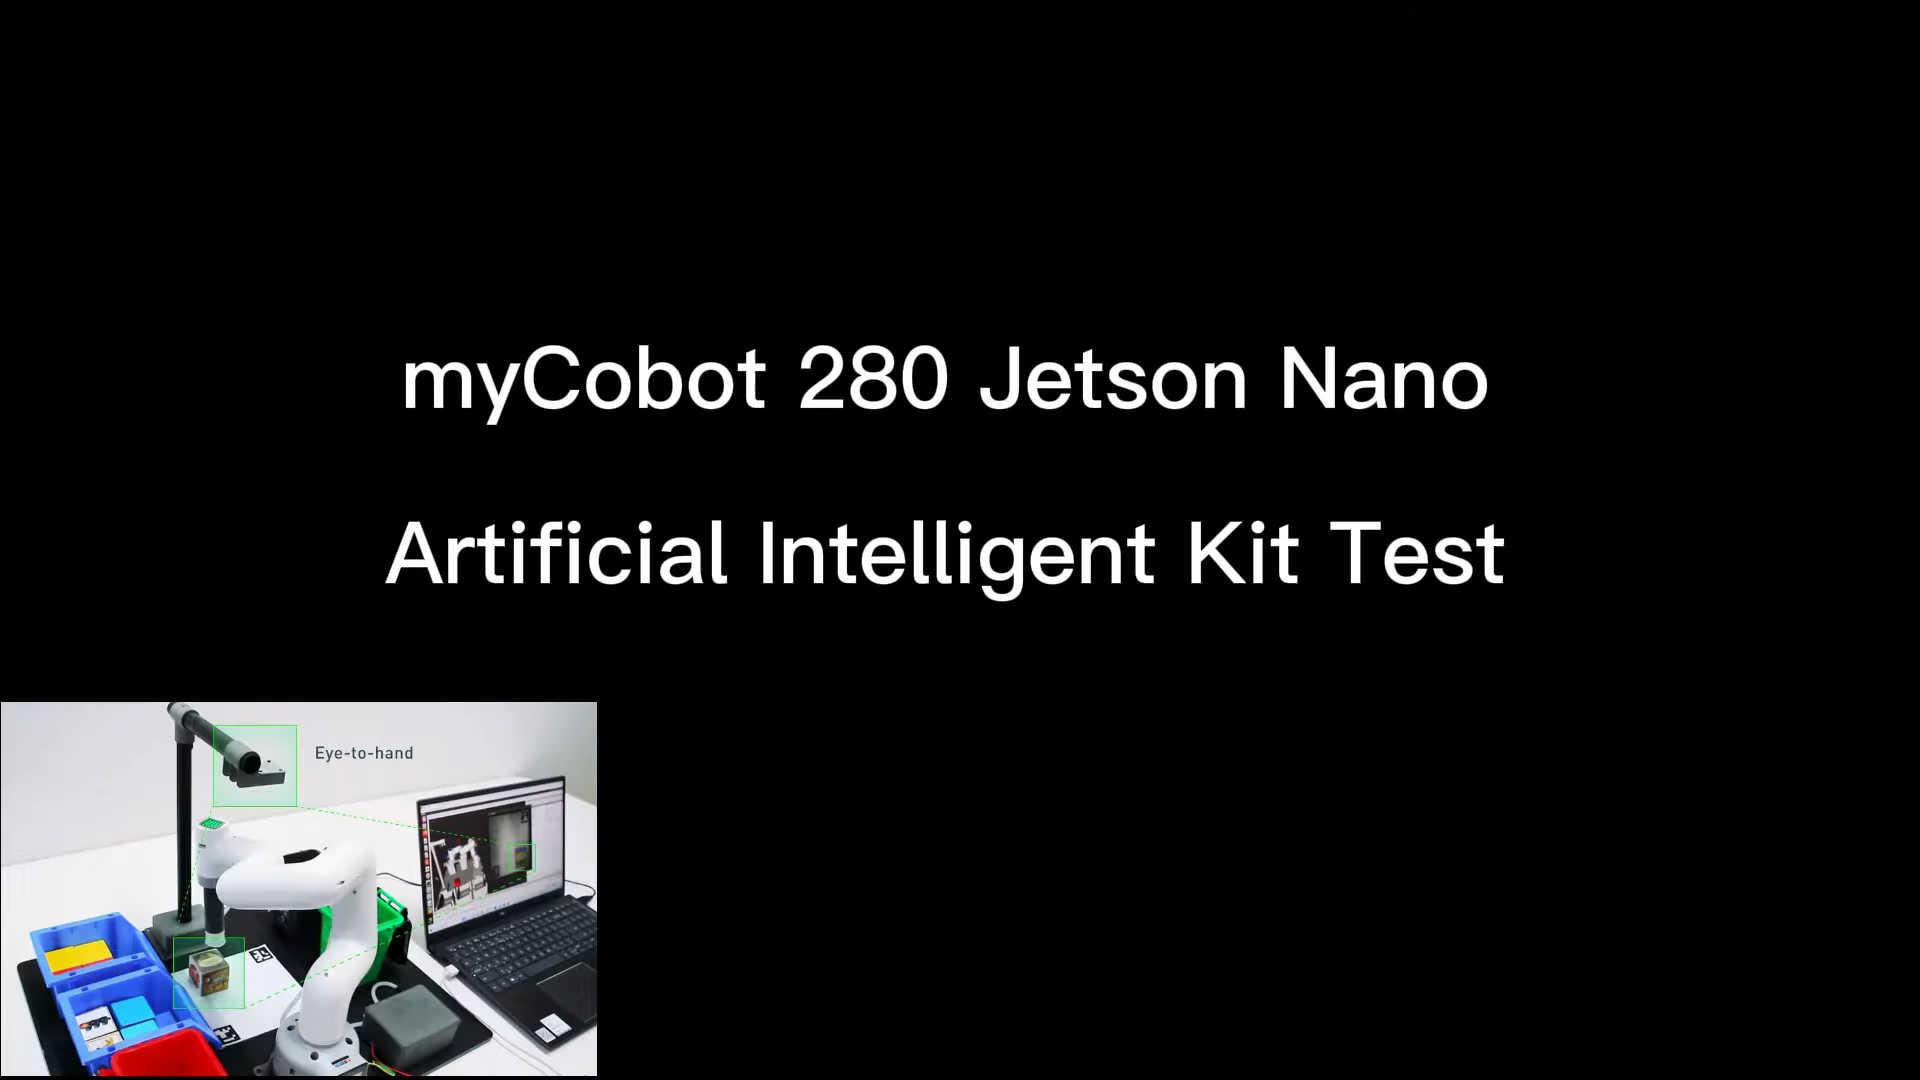 myCobot 280 Jetson Nano
Artificial Intelligent Kit Test
Eye-to-hand